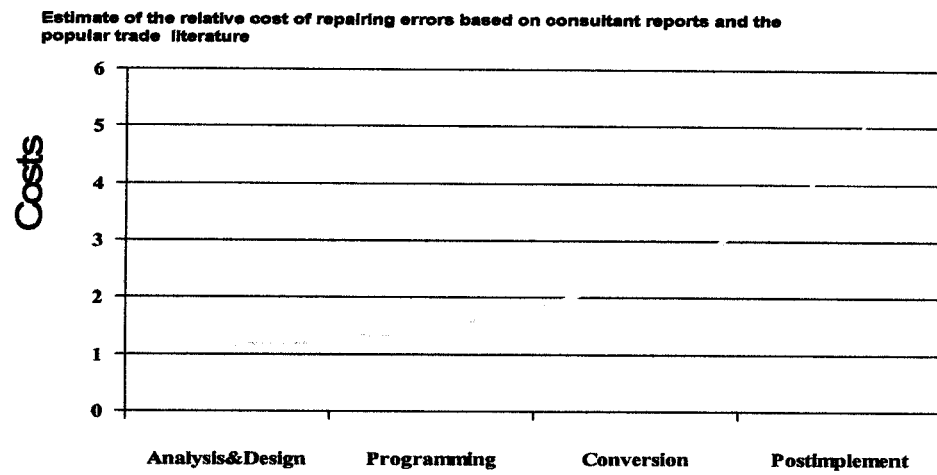 Estimate of the relative cost of repairing errors based on consultant reports and the
popular trade literature
6
5
Costs
4
3
2
1
0
Analysis&Design Programming Conversion Postimplement